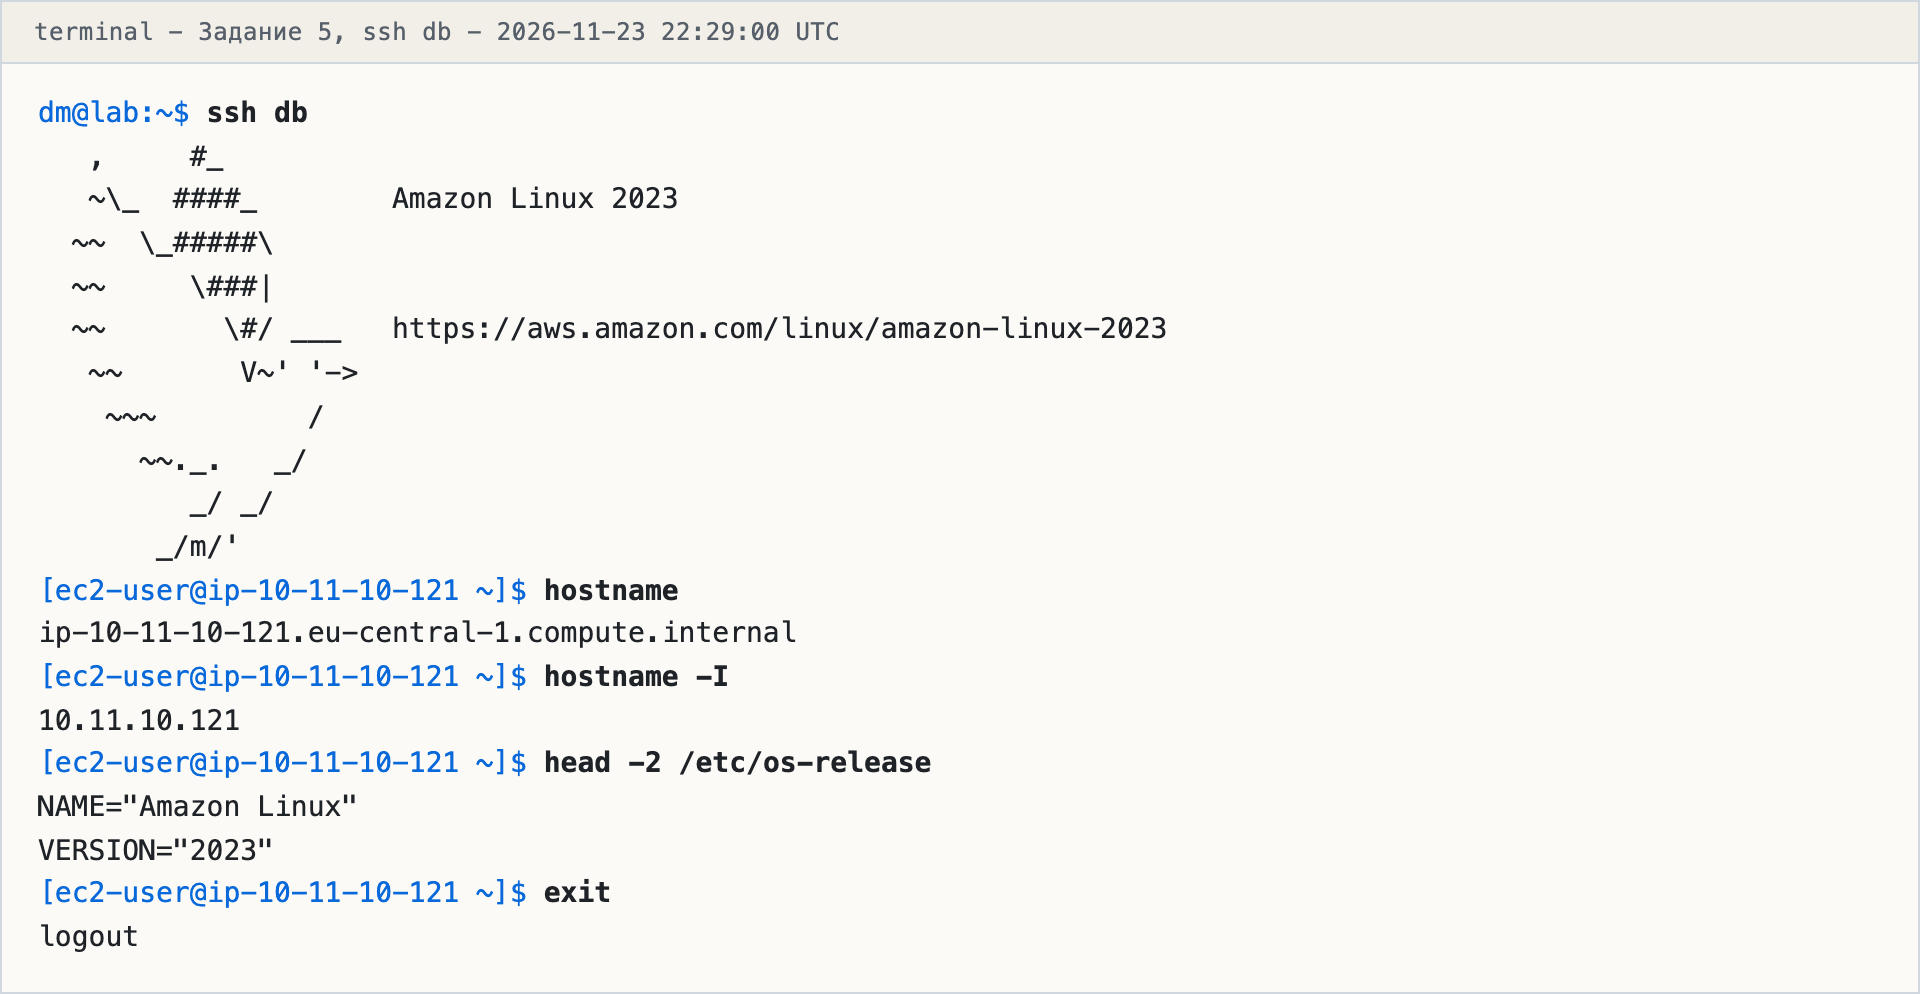 terminal — Задание 5, ssh db — 2026-11-23 22:29:00 UTC
dm@lab:~$ ssh db
   ,     #_
   ~\_  ####_        Amazon Linux 2023
  ~~  \_#####\
  ~~     \###|
  ~~       \#/ ___   https://aws.amazon.com/linux/amazon-linux-2023
   ~~       V~' '->
    ~~~         /
      ~~._.   _/
         _/ _/
       _/m/'
[ec2-user@ip-10-11-10-121 ~]$ hostname
ip-10-11-10-121.eu-central-1.compute.internal
[ec2-user@ip-10-11-10-121 ~]$ hostname -I
10.11.10.121
[ec2-user@ip-10-11-10-121 ~]$ head -2 /etc/os-release
NAME="Amazon Linux"
VERSION="2023"
[ec2-user@ip-10-11-10-121 ~]$ exit
logout